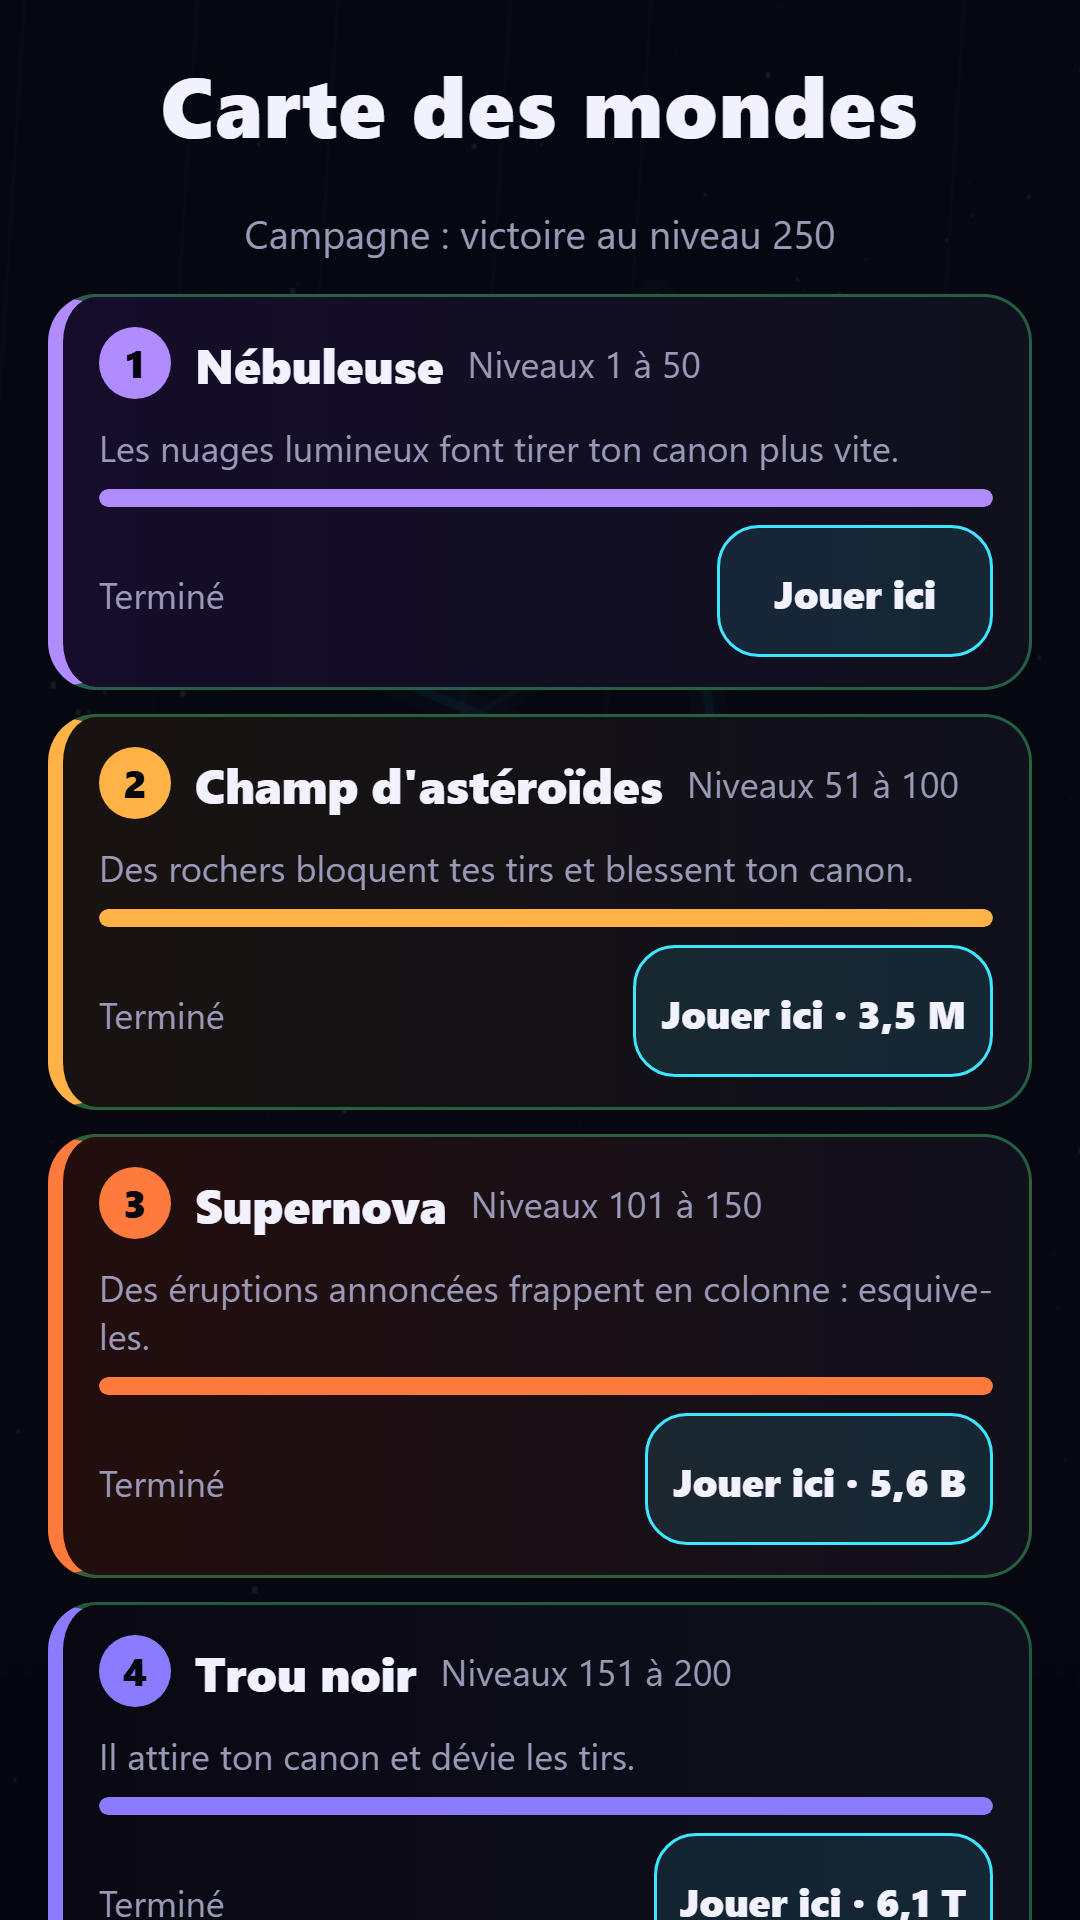 Carte des mondes
Campagne : victoire au niveau 250
1 Nébuleuse Niveaux 1 à 50
Les nuages lumineux font tirer ton canon plus vite.
Terminé Jouer ici
2 Champ d'astéroïdes Niveaux 51 à 100
Des rochers bloquent tes tirs et blessent ton canon.
Terminé Jouer ici · 3,5 M
3 Supernova Niveaux 101 à 150
Des éruptions annoncées frappent en colonne : esquive-
les.
Terminé Jouer ici · 5,6 B
4 Trou noir Niveaux 151 à 200
Il attire ton canon et dévie les tirs.
Terminé Jouer ici · 6,1 T